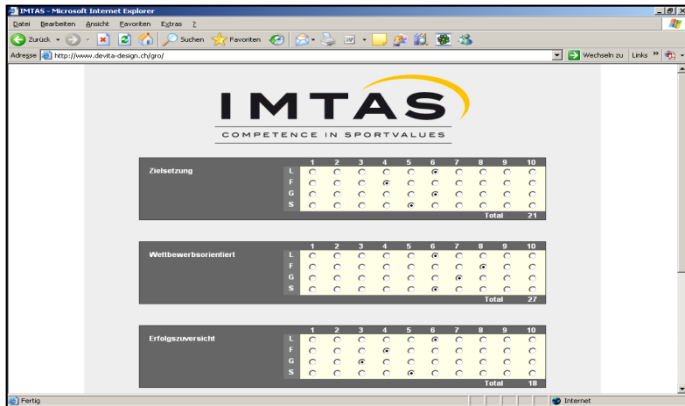 IMTAS - Microsoft Internet Explorer
Datei Bearbeiten Ansicht Favoriten Extras ?
Zurück Suchen Favoriten
Adresse http://www.devita-design.ch/gro/ Wechseln zu Links »
IMTAS
COMPETENCE IN SPORTVALUES
1 2 3 4 5 6 7 8 9 10
Zielsetzung L
F
G
S
Total 21
1 2 3 4 5 6 7 8 9 10
Wettbewerbsorientiert L
F
G
S
Total 27
1 2 3 4 5 6 7 8 9 10
Erfolgszuversicht L
F
G
S
Total 18
Fertig Internet